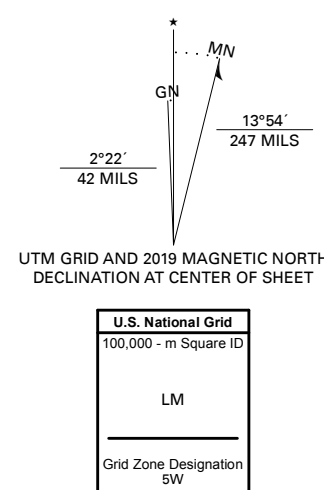 ★
MN
GN
13°54´
247 MILS
2°22´
42 MILS
UTM GRID AND 2019 MAGNETIC NORTH
DECLINATION AT CENTER OF SHEET
U.S. National Grid
100,000 - m Square ID
LM
Grid Zone Designation
5W